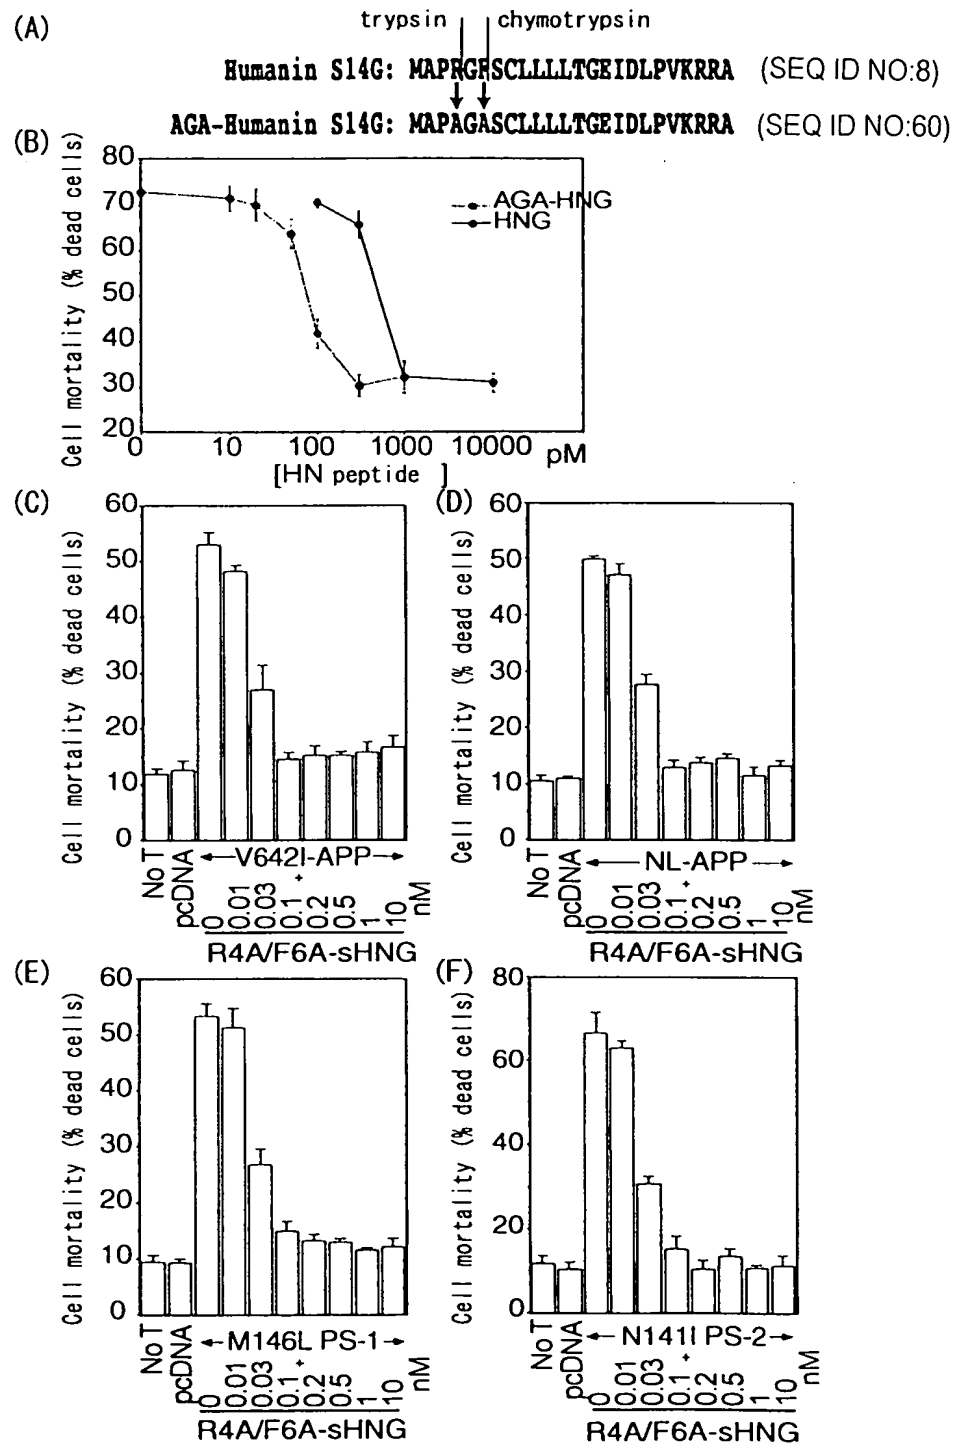 (A)
trypsin chymotrypsin
Humanin S14G: MAPRGFSCLLLLTGEIDLPVKRRA (SEQ ID NO:8)
AGA-Humanin S14G: MAPAGASCLLLLTGEIDLPVKRRA (SEQ ID NO:60)
(B)
Cell mortality (% dead cells)
80
70
60
50
40
30
20
AGA-HNG
HNG
0 10 100 1000 10000 pM
[HN peptide ]
(C)
Cell mortality (% dead cells)
60
50
40
30
20
10
0
No T
pcDNA
V642I-APP
+
0 0.01 0.03 0.1 0.2 0.5 1 10 nM
R4A/F6A-sHNG
(D)
Cell mortality (% dead cells)
60
50
40
30
20
10
0
No T
pcDNA
NL-APP
+
0 0.01 0.03 0.1 0.2 0.5 1 10 nM
R4A/F6A-sHNG
(E)
Cell mortality (% dead cells)
60
50
40
30
20
10
0
No T
pcDNA
M146L PS-1
+
0 0.01 0.03 0.1 0.2 0.5 1 10 nM
R4A/F6A-sHNG
(F)
Cell mortality (% dead cells)
80
60
40
20
0
No T
pcDNA
N141I PS-2
+
0 0.01 0.03 0.1 0.2 0.5 1 10 nM
R4A/F6A-sHNG